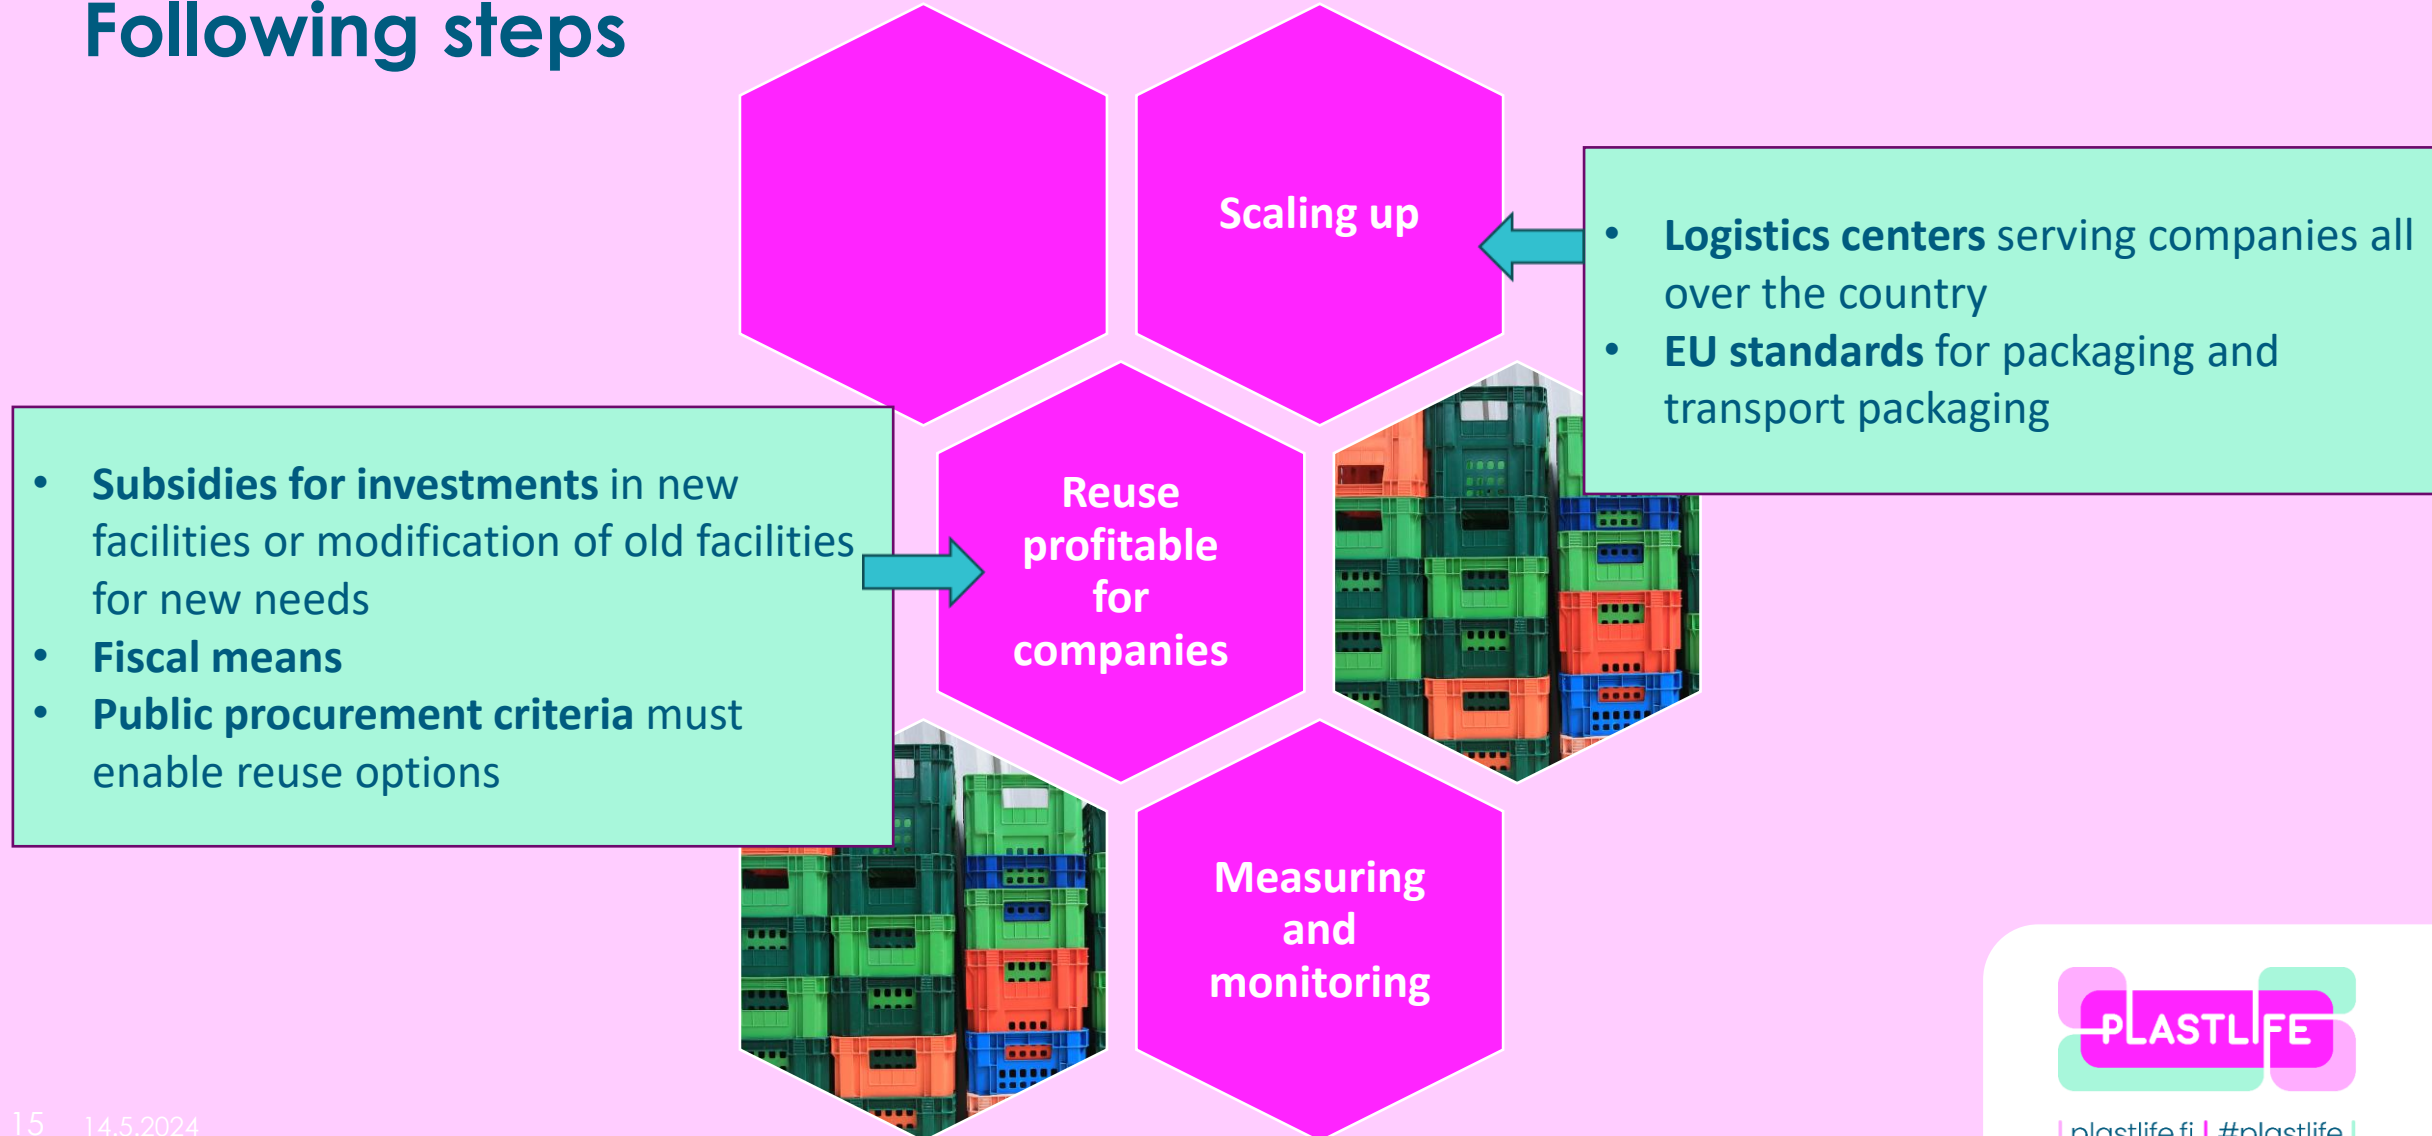 Following steps
Scaling up
• Logistics centers serving companies all
over the country
• EU standards for packaging and
transport packaging
• Subsidies for investments in new
facilities or modification of old facilities
for new needs
• Fiscal means
• Public procurement criteria must
enable reuse options
Reuse
profitable
for
companies
Measuring
and
monitoring
PLASTLIFE
| plastlife.fi | #plastlife |
15 14.5.2024